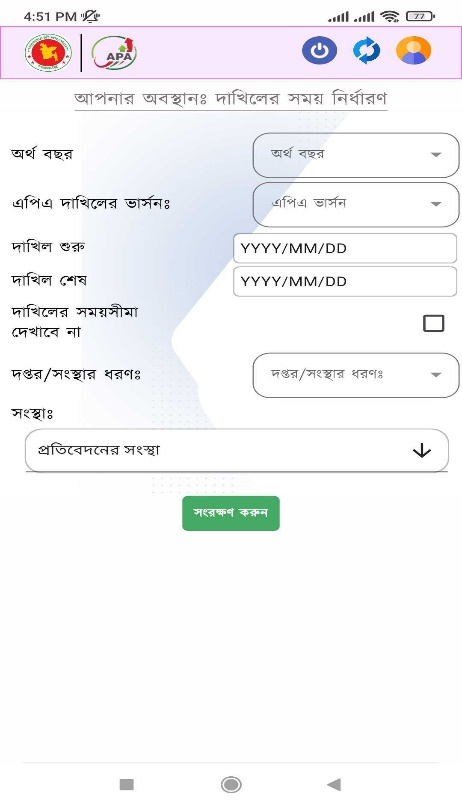 4:51 PM
77
APA
আপনার অবস্থানঃ দাখিলের সময় নির্ধারণ
অর্থ বছর
অর্থ বছর
এপিএ দাখিলের ভার্সনঃ
এপিএ ভার্সন
দাখিল শুরু
YYYY/MM/DD
দাখিল শেষ
YYYY/MM/DD
দাখিলের সময়সীমা
দেখাবে না
দপ্তর/সংস্থার ধরণঃ
দপ্তর/সংস্থার ধরণঃ
সংস্থাঃ
প্রতিবেদনের সংস্থা
সংরক্ষণ করুন